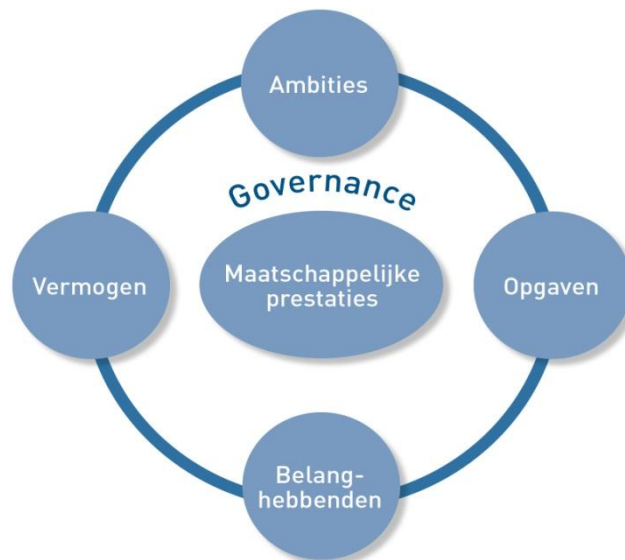 Ambities
Governance
Vermogen
Maatschappelijke
prestaties
Opgaven
Belang-
hebbenden